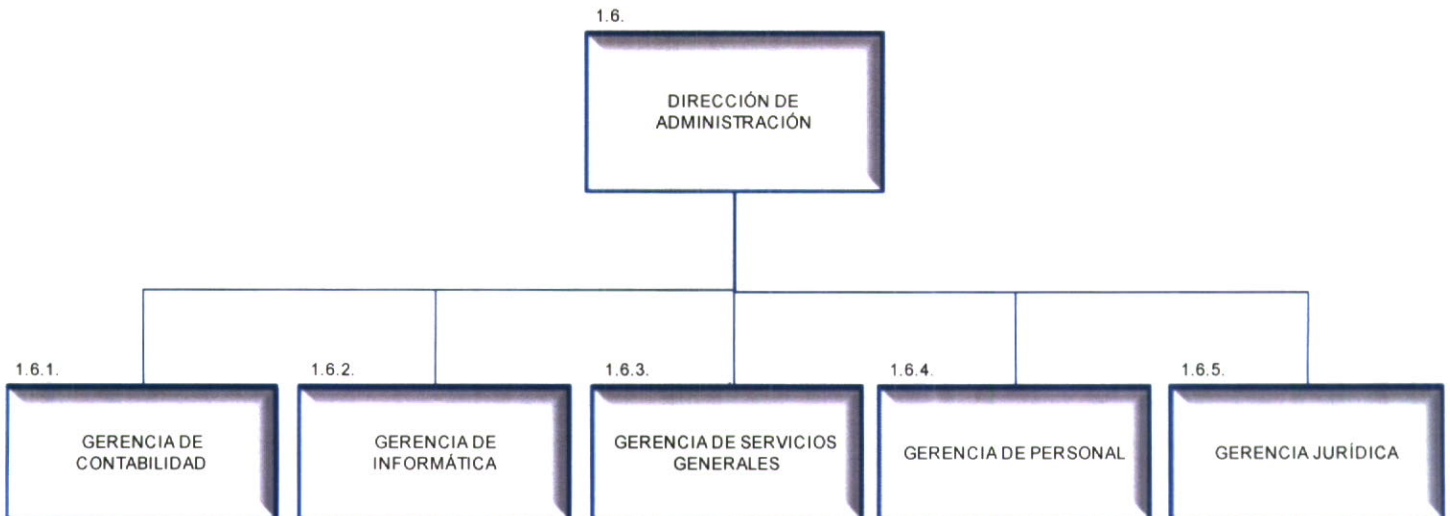 1.6.
DIRECCIÓN DE
ADMINISTRACIÓN
1.6.1.
GERENCIA DE
CONTABILIDAD
1.6.2.
GERENCIA DE
INFORMÁTICA
1.6.3.
GERENCIA DE SERVICIOS
GENERALES
1.6.4.
GERENCIA DE PERSONAL
1.6.5.
GERENCIA JURÍDICA